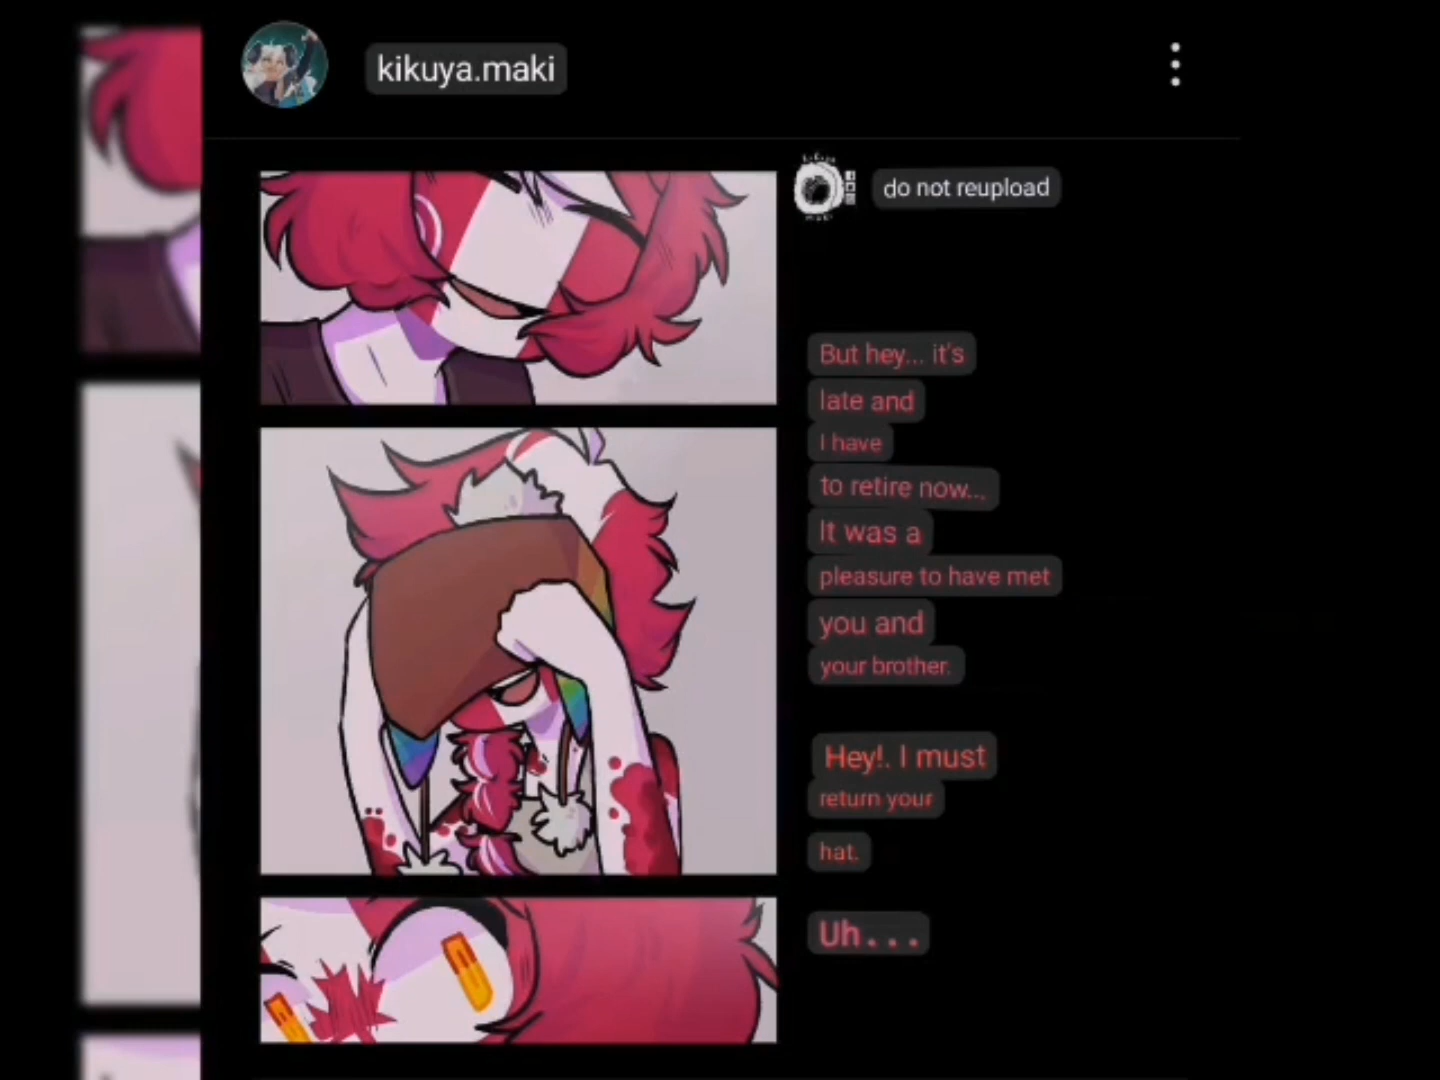 kikuya.maki
do not reupload
But hey... it's
late and
I have
to retire now...
It was a
pleasure to have met
you and
your brother.
Hey!. I must
return your
hat.
Uh...